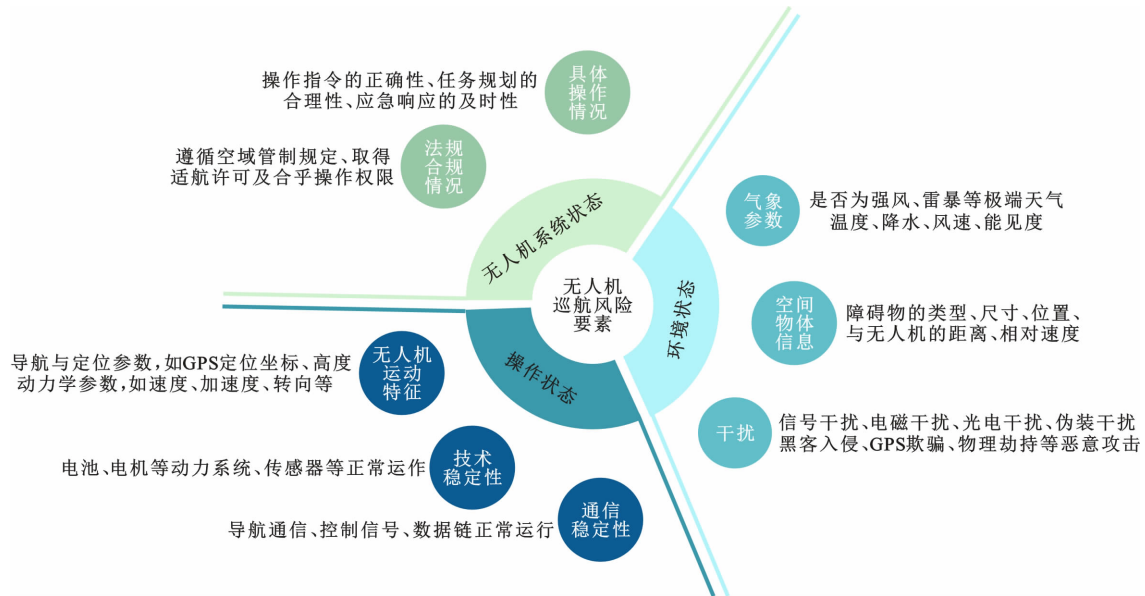 操作指令的正确性、任务规划的
合理性、应急响应的及时性
具体
操作
情况
遵循空域管制规定、取得
适航许可及合乎操作权限
法规
合规
情况
无人机系统状态
气象
参数
是否为强风、雷暴等极端天气
温度、降水、风速、能见度
无人机
巡航风险
要素
环境状态
空间
物体
信息
障碍物的类型、尺寸、位置、
与无人机的距离、相对速度
操作状态
导航与定位参数，如GPS定位坐标、高度
动力学参数，如速度、加速度、转向等
无人机
运动
特征
干扰
信号干扰、电磁干扰、光电干扰、伪装干扰
黑客入侵、GPS欺骗、物理劫持等恶意攻击
电池、电机等动力系统、传感器等正常运作
技术
稳定性
导航通信、控制信号、数据链正常运行
通信
稳定性